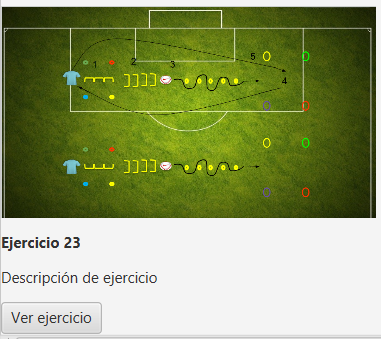 1 2 3 5
4
Ejercicio 23
Descripción de ejercicio
Ver ejercicio